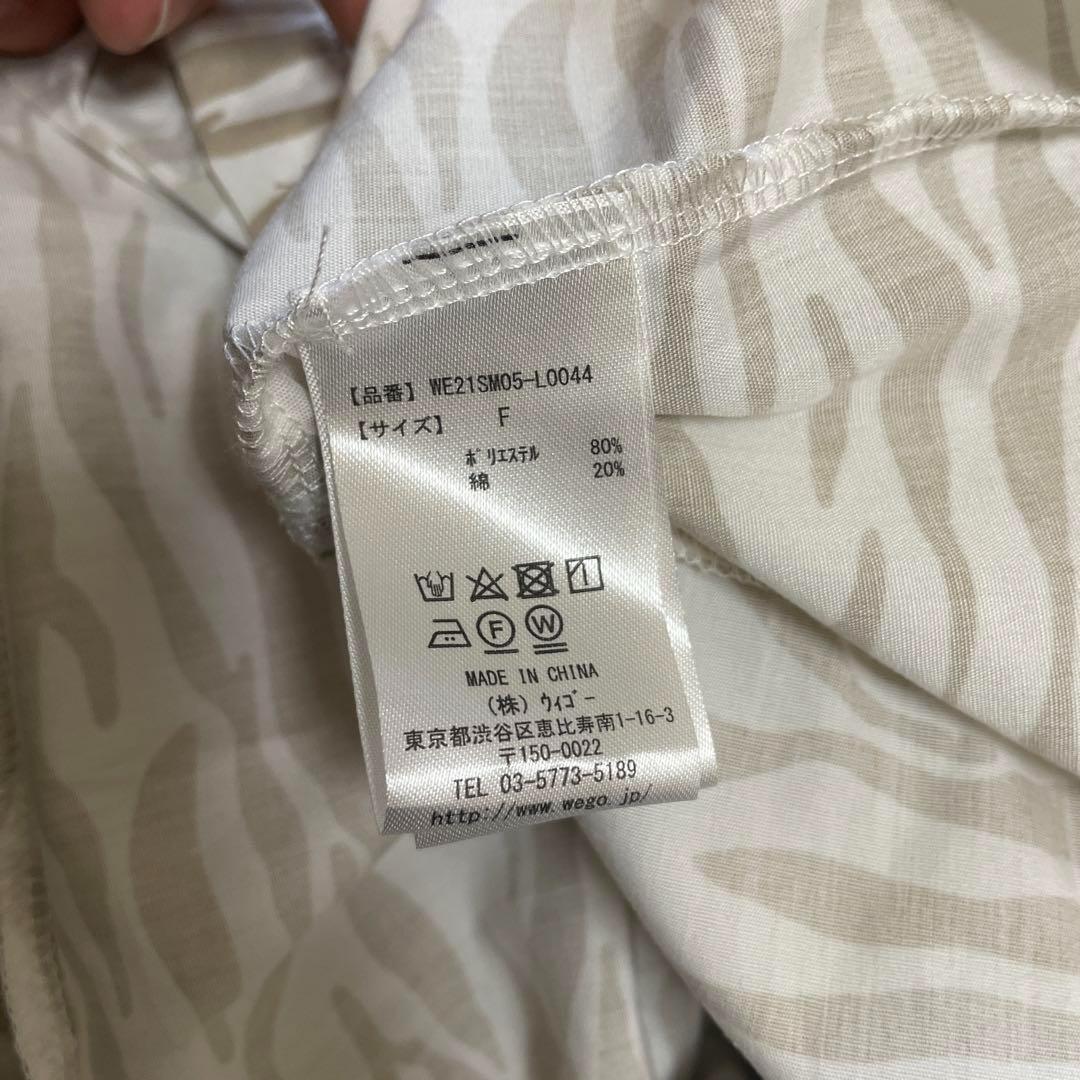 【品番】 WE21SM05-L0044
【サイズ】 F
ﾎﾟﾘｴｽﾃﾙ 80%
綿 20%
F W
MADE IN CHINA
(株) ｳｨｺﾞｰ
東京都渋谷区恵比寿南1-16-3
〒150-0022
TEL 03-5773-5189
http://www.wego.jp/